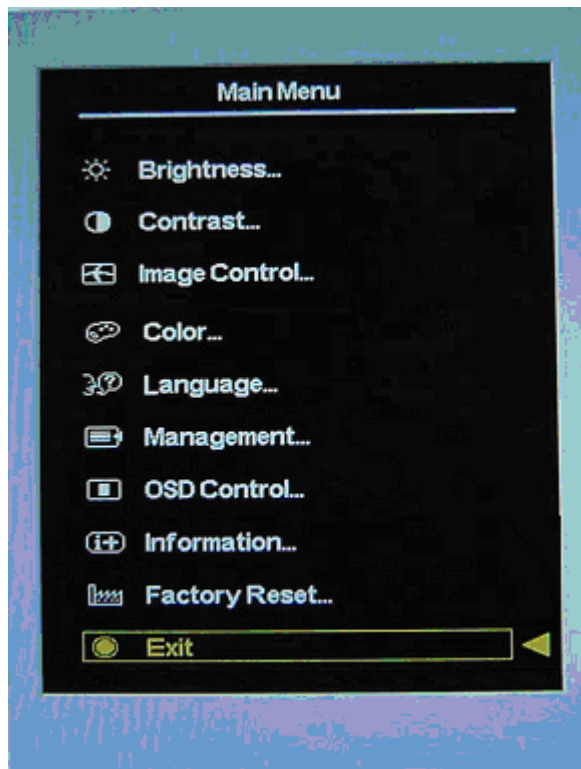 Main Menu
Brightness...
Contrast...
Image Control...
Color...
Language...
Management...
OSD Control...
Information...
Factory Reset...
Exit